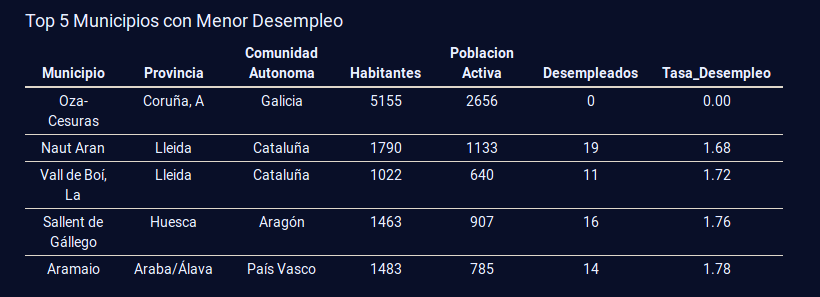 Top 5 Municipios con Menor Desempleo
Comunidad Poblacion
Municipio Provincia Autonoma Habitantes Activa Desempleados Tasa_Desempleo
Oza- Coruña, A Galicia 5155 2656 0 0.00
Cesuras
Naut Aran Lleida Cataluña 1790 1133 19 1.68
Vall de Boí, Lleida Cataluña 1022 640 11 1.72
La
Sallent de Huesca Aragón 1463 907 16 1.76
Gállego
Aramaio Araba/Álava País Vasco 1483 785 14 1.78